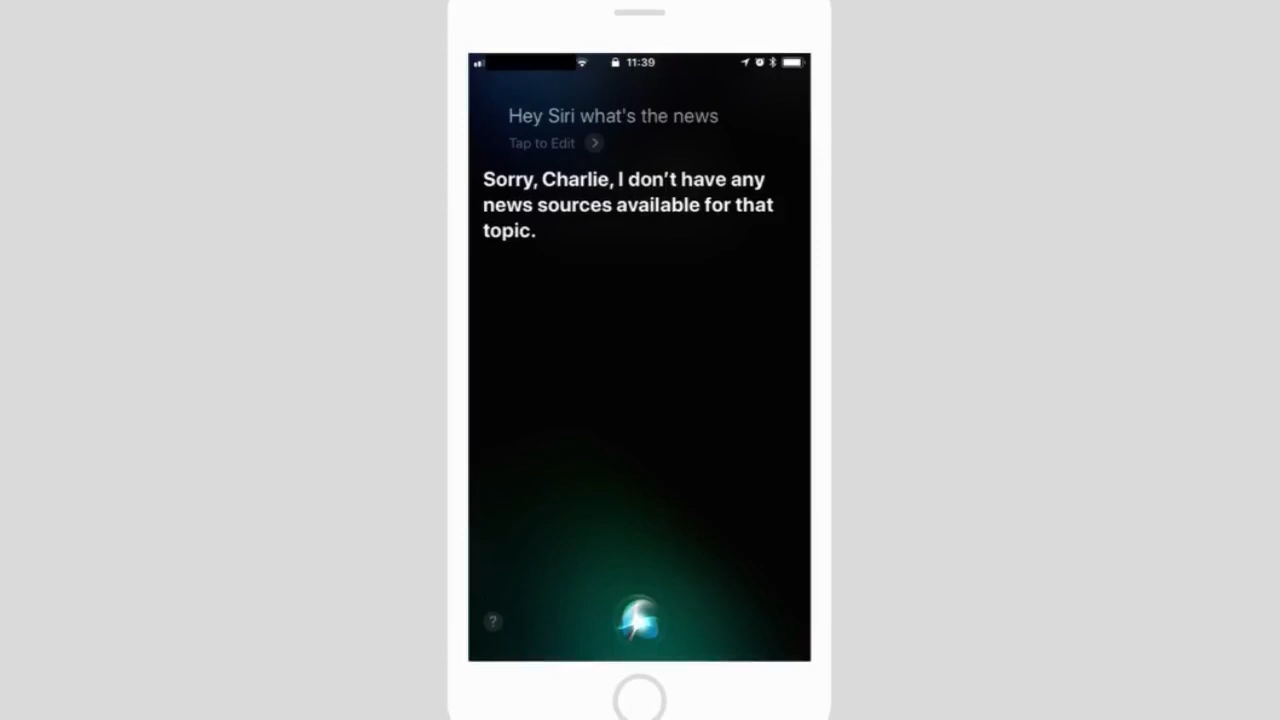 11:39
Hey Siri what's the news
Tap to Edit
Sorry, Charlie, I don’t have any
news sources available for that
topic.
?